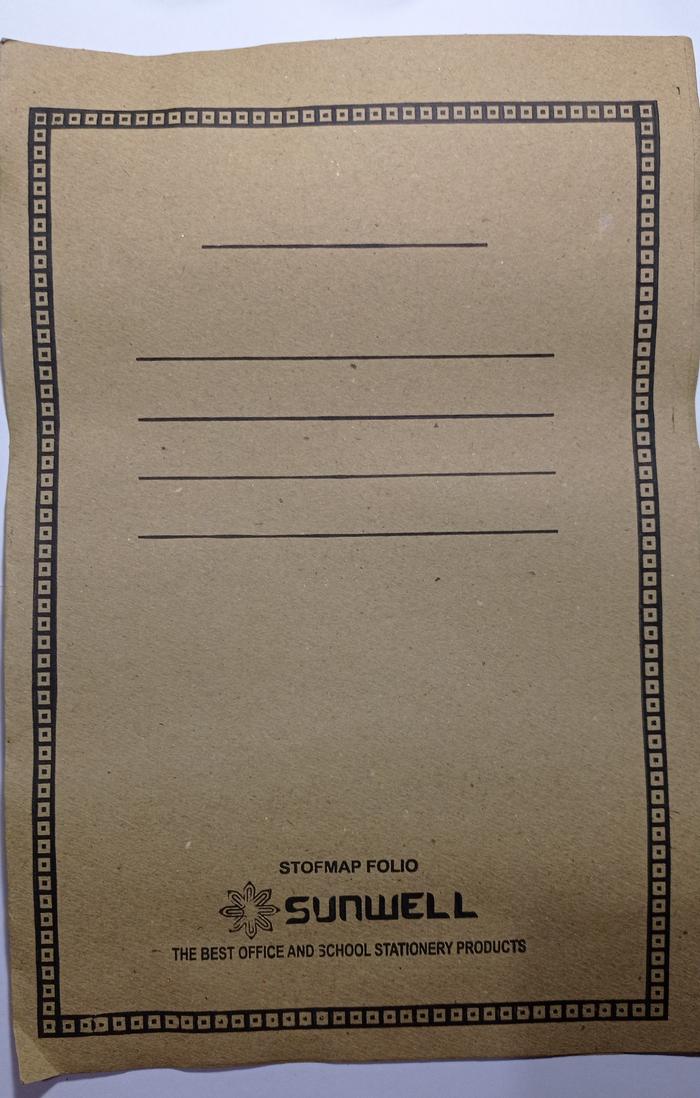 STOFMAP FOLIO
SUNWELL
THE BEST OFFICE AND SCHOOL STATIONERY PRODUCTS